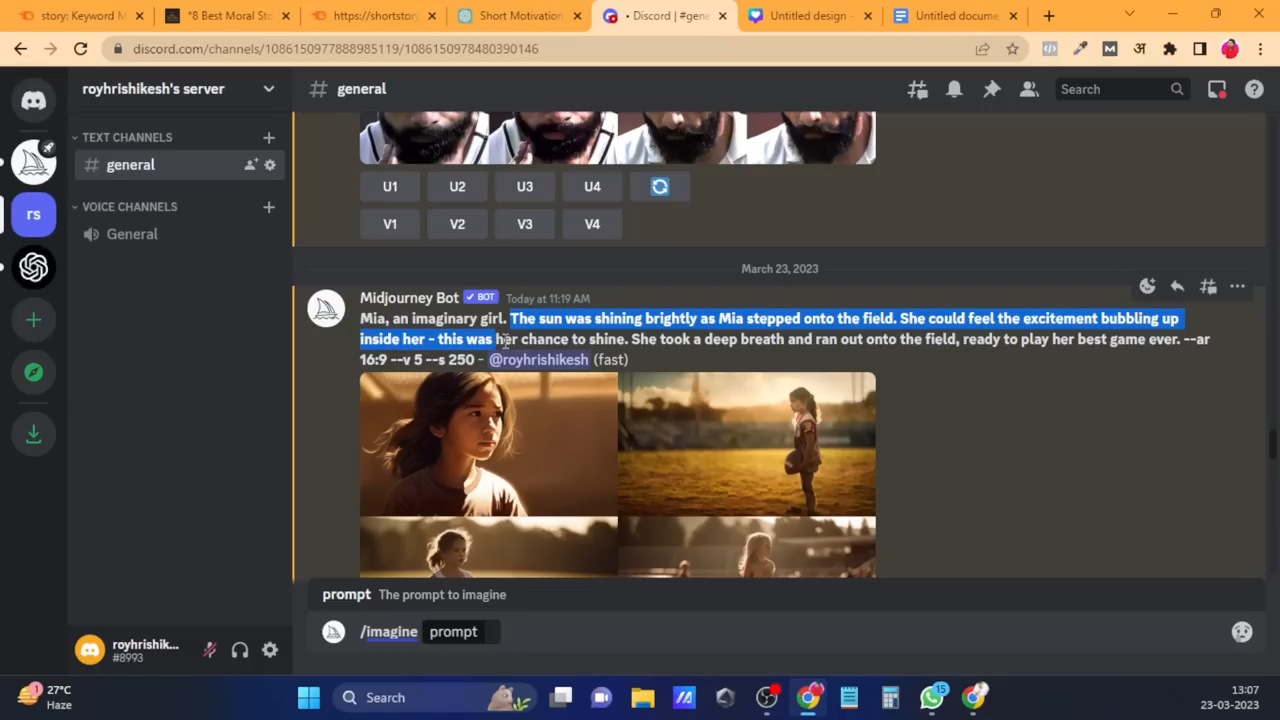 story: Keyword M
*8 Best Moral Sto
https://shortstory
Short Motivation
• Discord | #gene
Untitled design -
Untitled docume
discord.com/channels/1086150977888985119/1086150978480390146
royhrishikesh's server
# general
Search
TEXT CHANNELS
# general
VOICE CHANNELS
General
rs
U1 U2 U3 U4
V1 V2 V3 V4
March 23, 2023
Midjourney Bot ✓ BOT Today at 11:19 AM
Mia, an imaginary girl. The sun was shining brightly as Mia stepped onto the field. She could feel the excitement bubbling up
inside her - this was her chance to shine. She took a deep breath and ran out onto the field, ready to play her best game ever. --ar
16:9 --v 5 --s 250 - @royhrishikesh (fast)
prompt The prompt to imagine
/imagine prompt
royhrishik...
#8993
1
27°C
Haze
Search
15
13:07
23-03-2023